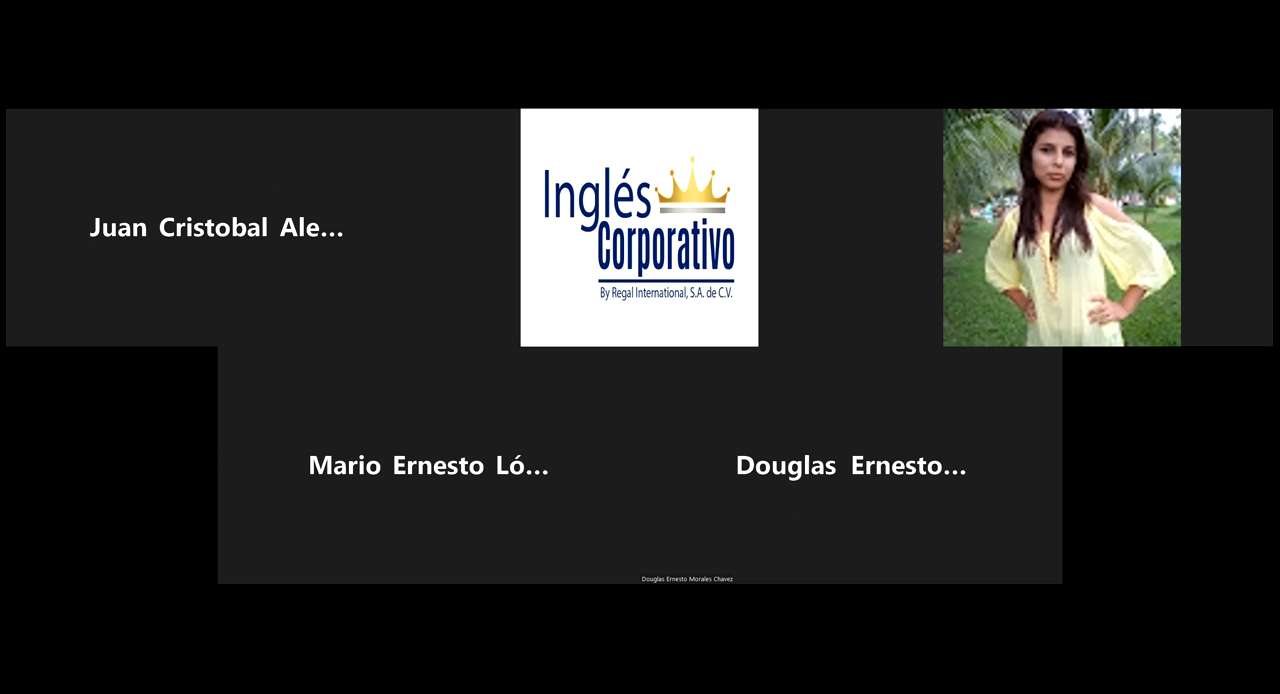 Juan Cristobal Ale...
Inglés
Corporativo
By Regal International, S.A. de C.V.
Mario Ernesto Ló...
Douglas Ernesto...
Douglas Ernesto Morales Chavez